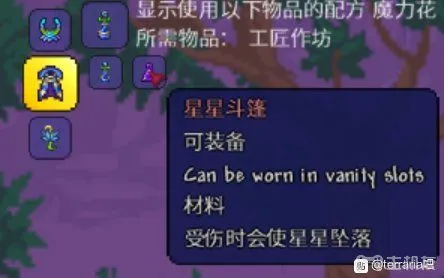 显示使用以下物品的配方 魔力花
所需物品： 工匠作坊
星星斗篷
可装备
Can be worn in vanity slots
材料
受伤时会使星星坠落